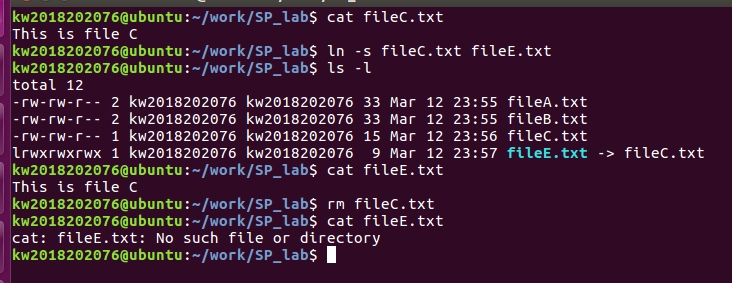 kw2018202076@ubuntu:~/work/SP_lab$ cat fileC.txt
This is file C
kw2018202076@ubuntu:~/work/SP_lab$ ln -s fileC.txt fileE.txt
kw2018202076@ubuntu:~/work/SP_lab$ ls -l
total 12
-rw-rw-r-- 2 kw2018202076 kw2018202076 33 Mar 12 23:55 fileA.txt
-rw-rw-r-- 2 kw2018202076 kw2018202076 33 Mar 12 23:55 fileB.txt
-rw-rw-r-- 1 kw2018202076 kw2018202076 15 Mar 12 23:56 fileC.txt
lrwxrwxrwx 1 kw2018202076 kw2018202076  9 Mar 12 23:57 fileE.txt -> fileC.txt
kw2018202076@ubuntu:~/work/SP_lab$ cat fileE.txt
This is file C
kw2018202076@ubuntu:~/work/SP_lab$ rm fileC.txt
kw2018202076@ubuntu:~/work/SP_lab$ cat fileE.txt
cat: fileE.txt: No such file or directory
kw2018202076@ubuntu:~/work/SP_lab$